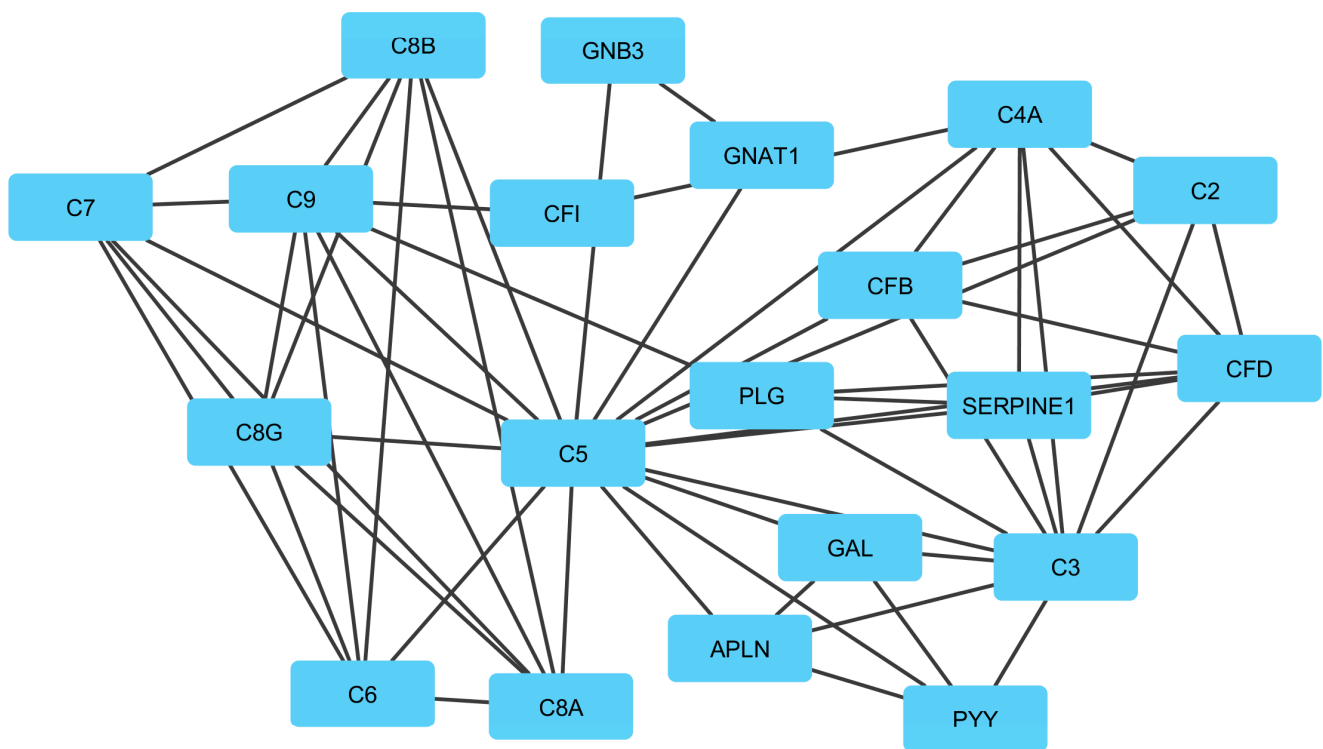 C8B
GNB3
C4A
GNAT1
C2
C7
C9
CFI
CFB
CFD
PLG
SERPINE1
C8G
C5
GAL
C3
APLN
C6
C8A
PYY